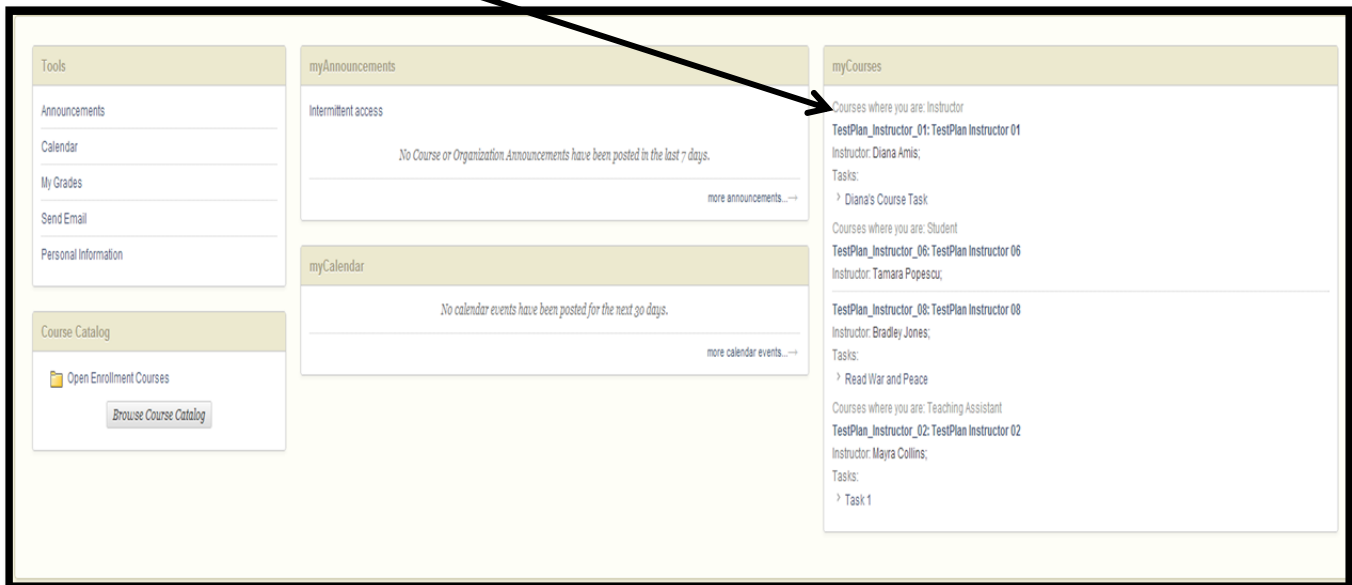 Tools
Announcements
Calendar
My Grades
Send Email
Personal Information
Course Catalog
Open Enrollment Courses
Browse Course Catalog
myAnnouncements
Intermittent access
No Course or Organization Announcements have been posted in the last 7 days.
more announcements...→
myCalendar
No calendar events have been posted for the next 30 days.
more calendar events...→
myCourses
Courses where you are: Instructor
TestPlan_Instructor_01: TestPlan Instructor 01
Instructor: Diana Amis;
Tasks:
› Diana's Course Task
Courses where you are: Student
TestPlan_Instructor_06: TestPlan Instructor 06
Instructor: Tamara Popescu;
TestPlan_Instructor_08: TestPlan Instructor 08
Instructor: Bradley Jones;
Tasks:
› Read War and Peace
Courses where you are: Teaching Assistant
TestPlan_Instructor_02: TestPlan Instructor 02
Instructor: Mayra Collins;
Tasks:
› Task 1